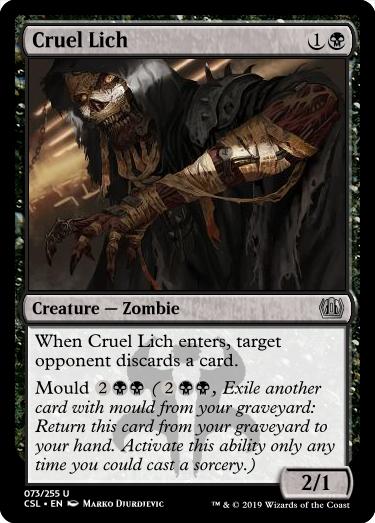 Cruel Lich 1
Creature — Zombie
When Cruel Lich enters, target
opponent discards a card.
Mould 2 ( 2 , Exile another
card with mould from your graveyard:
Return this card from your graveyard to
your hand. Activate this ability only any
time you could cast a sorcery.)
2/1
073/255 U
CSL • EN Marko Djurdjevic ™ & © 2019 Wizards of the Coast